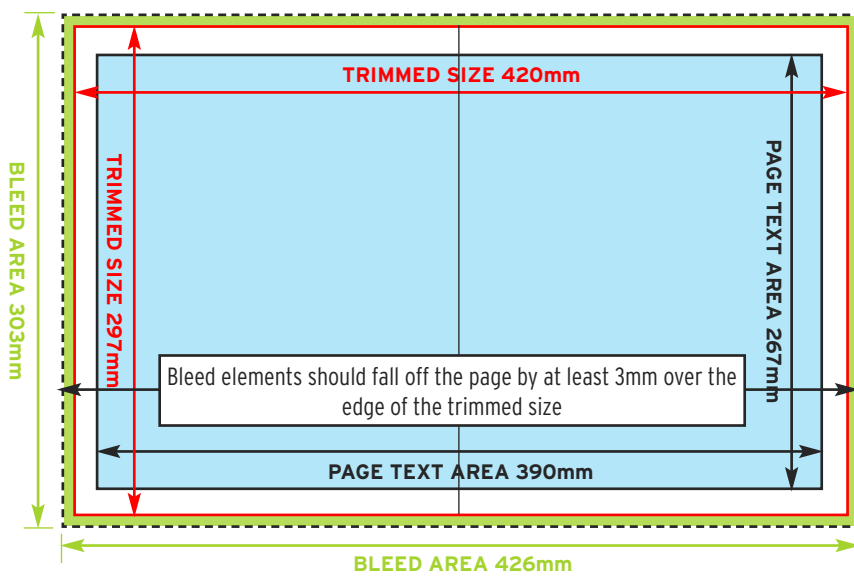 TRIMMED SIZE 420mm
BLEED AREA 303mm
TRIMMED SIZE 297mm
PAGE TEXT AREA 267mm
Bleed elements should fall off the page by at least 3mm over the
edge of the trimmed size
PAGE TEXT AREA 390mm
BLEED AREA 426mm